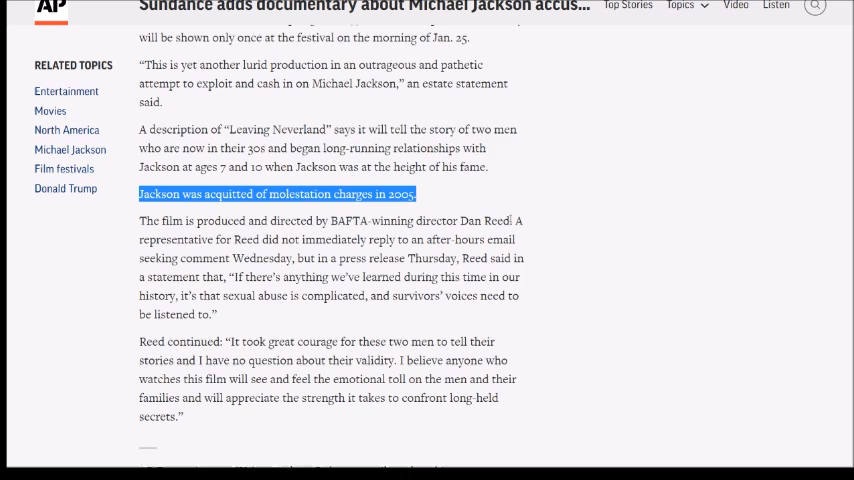 AP
Sundance adds documentary about Michael Jackson accus...
Top Stories
Topics
Video
Listen
will be shown only once at the festival on the morning of Jan. 25.
RELATED TOPICS
Entertainment
Movies
North America
Michael Jackson
Film festivals
Donald Trump
“This is yet another lurid production in an outrageous and pathetic
attempt to exploit and cash in on Michael Jackson,” an estate statement
said.
A description of “Leaving Neverland” says it will tell the story of two men
who are now in their 30s and began long-running relationships with
Jackson at ages 7 and 10 when Jackson was at the height of his fame.
Jackson was acquitted of molestation charges in 2005.
The film is produced and directed by BAFTA-winning director Dan Reed. A
representative for Reed did not immediately reply to an after-hours email
seeking comment Wednesday, but in a press release Thursday, Reed said in
a statement that, “If there’s anything we’ve learned during this time in our
history, it’s that sexual abuse is complicated, and survivors’ voices need to
be listened to.”
Reed continued: “It took great courage for these two men to tell their
stories and I have no question about their validity. I believe anyone who
watches this film will see and feel the emotional toll on the men and their
families and will appreciate the strength it takes to confront long-held
secrets.”